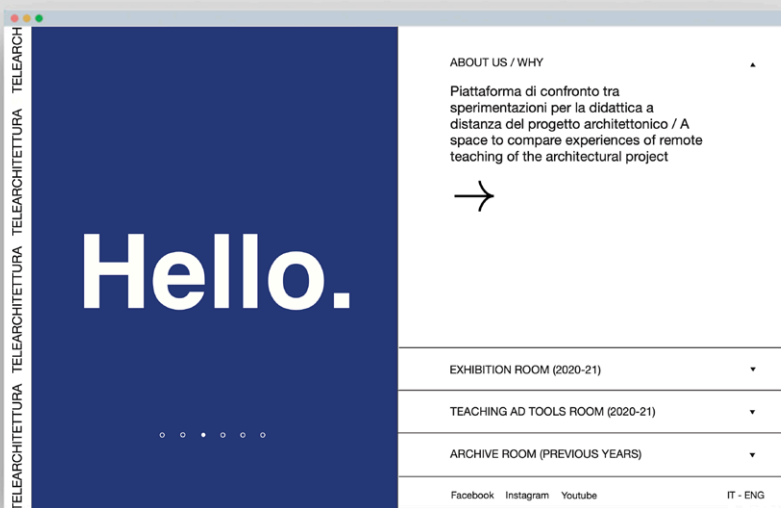 TELEARCH
TELEARCHITETTURA
TELEARCHITETTURA
TELEARCHITETTURA
Hello.
ABOUT US / WHY
Piattaforma di confronto tra
sperimentazioni per la didattica a
distanza del progetto architettonico / A
space to compare experiences of remote
teaching of the architectural project
EXHIBITION ROOM (2020-21)
TEACHING AD TOOLS ROOM (2020-21)
ARCHIVE ROOM (PREVIOUS YEARS)
Facebook Instagram Youtube IT - ENG